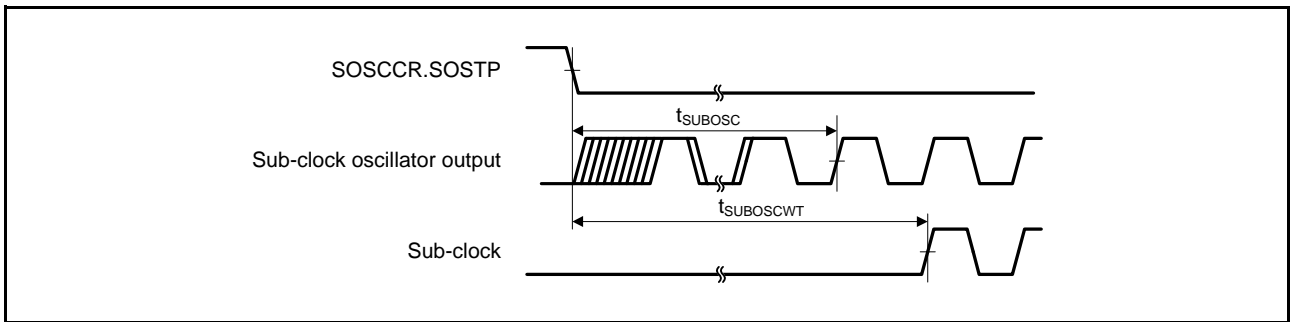 SOSCCR.SOSTP
tSUBOSC
Sub-clock oscillator output
tSUBOSCWT
Sub-clock